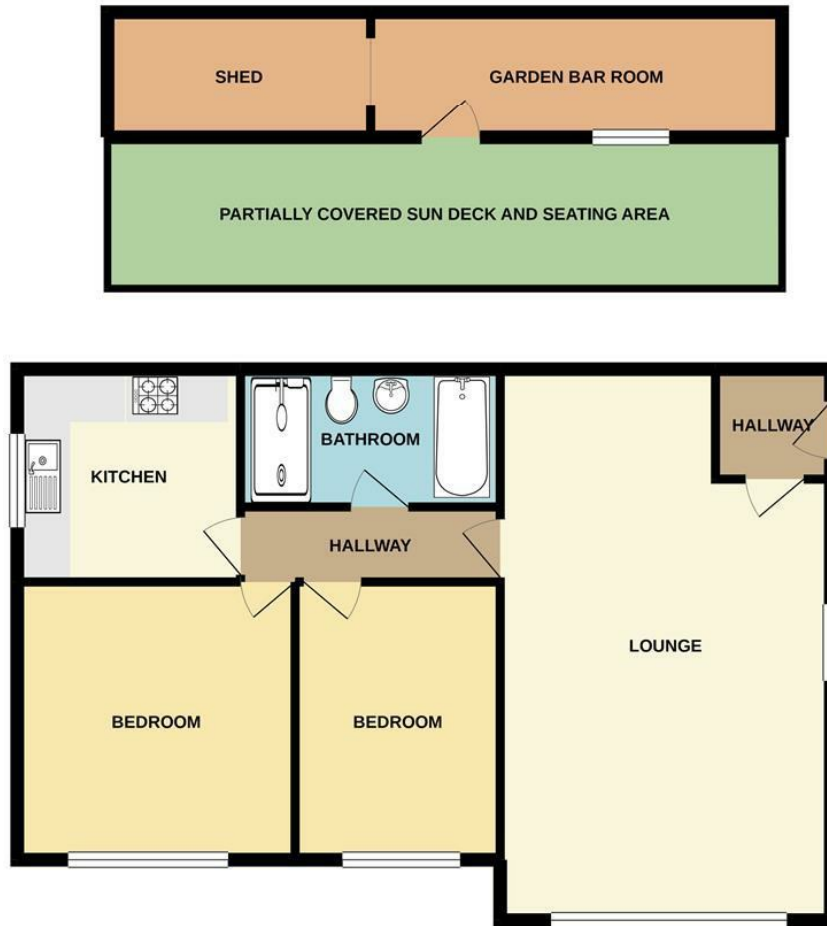 SHED
GARDEN BAR ROOM
PARTIALLY COVERED SUN DECK AND SEATING AREA
BATHROOM
HALLWAY
KITCHEN
HALLWAY
LOUNGE
BEDROOM
BEDROOM